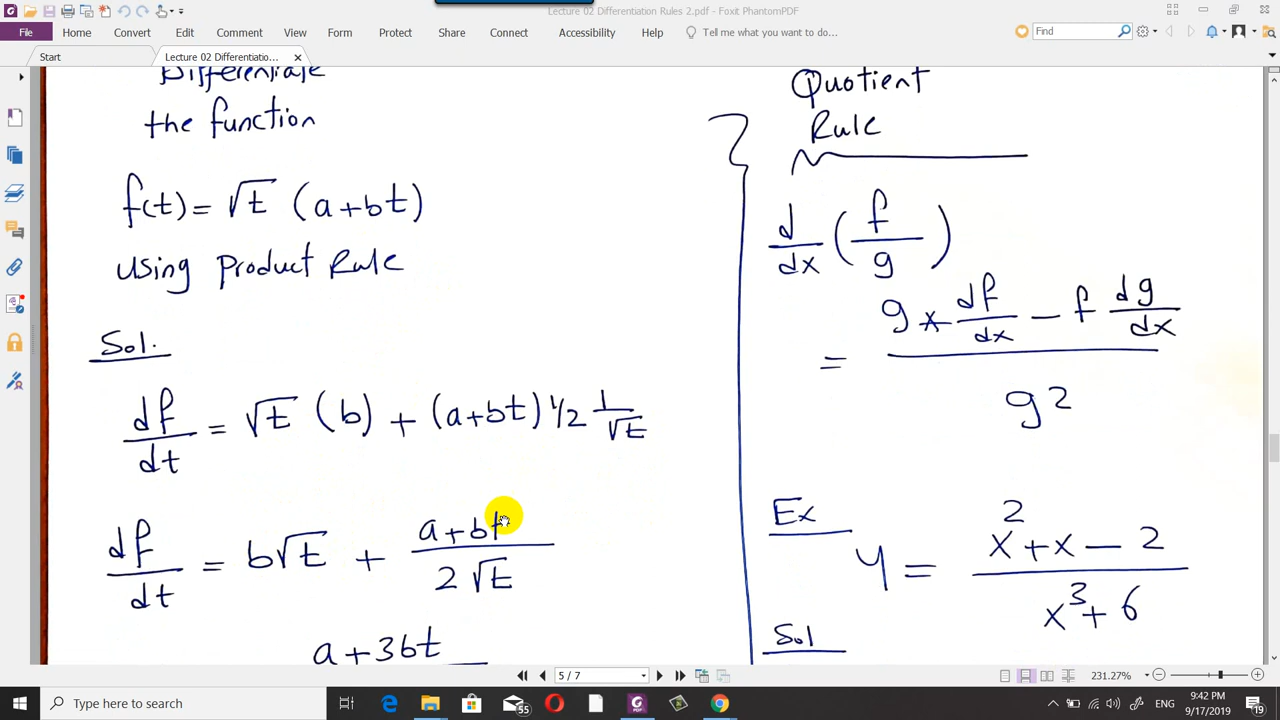 Lecture 02 Differentiation Rules 2.pdf - Foxit PhantomPDF
File Home Convert Edit Comment View Form Protect Share Connect Accessibility Help Tell me what you want to do... Find
Start Lecture 02 Differentiatio...
Differentiate
the function
f(t) = √t (a+bt)
Using Product Rule
Sol.
df/dt = √t (b) + (a+bt) 1/2 1/√t
df/dt = b√t + a+bt/2√t
a+3bt
Quotient
Rule
d/dx (f/g)
= g * df/dx − f dg/dx
g²
Ex
y = x²+x−2/x³+6
Sol
5 / 7 231.27%
Type here to search 55 9:42 PM
9/17/2019 19